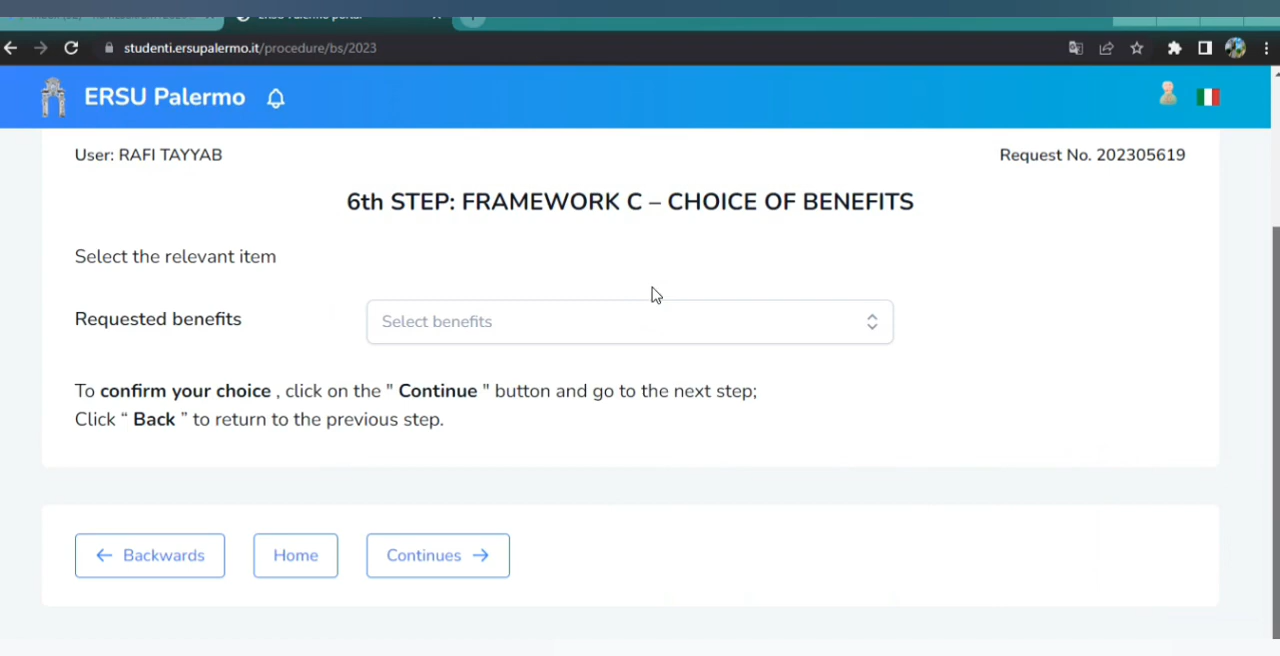 studenti.ersupalermo.it/procedure/bs/2023
ERSU Palermo
User: RAFI TAYYAB
Request No. 202305619
6th STEP: FRAMEWORK C – CHOICE OF BENEFITS
Select the relevant item
Requested benefits
Select benefits
To confirm your choice , click on the " Continue " button and go to the next step;
Click “ Back ” to return to the previous step.
Backwards
Home
Continues